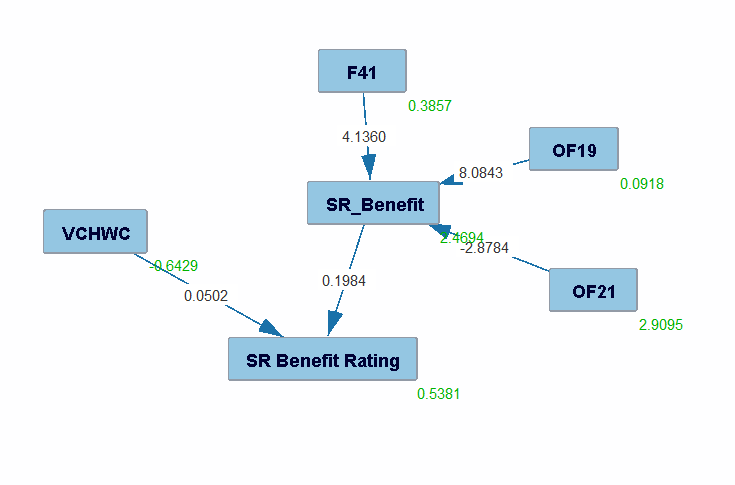 F41
0.3857
4.1360
OF19
8.0843
0.0918
SR_Benefit
VCHWC
2.4694
-2.8784
-0.6429
0.1984
OF21
0.0502
2.9095
SR Benefit Rating
0.5381